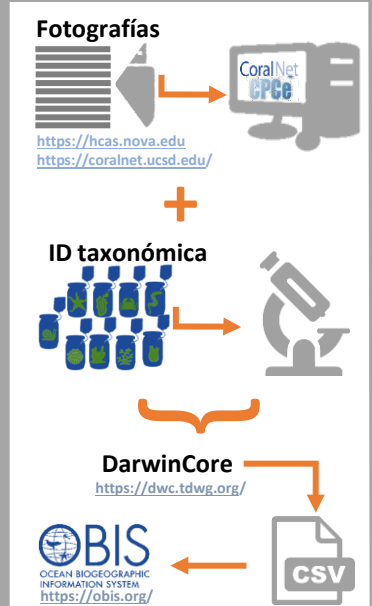 Fotografías
CoralNet
CPCe
https://hcas.nova.edu
https://coralnet.ucsd.edu/
+
ID taxonómica
DarwinCore
https://dwc.tdwg.org/
OBIS
OCEAN BIOGEOGRAPHIC
INFORMATION SYSTEM
https://obis.org/
CSV